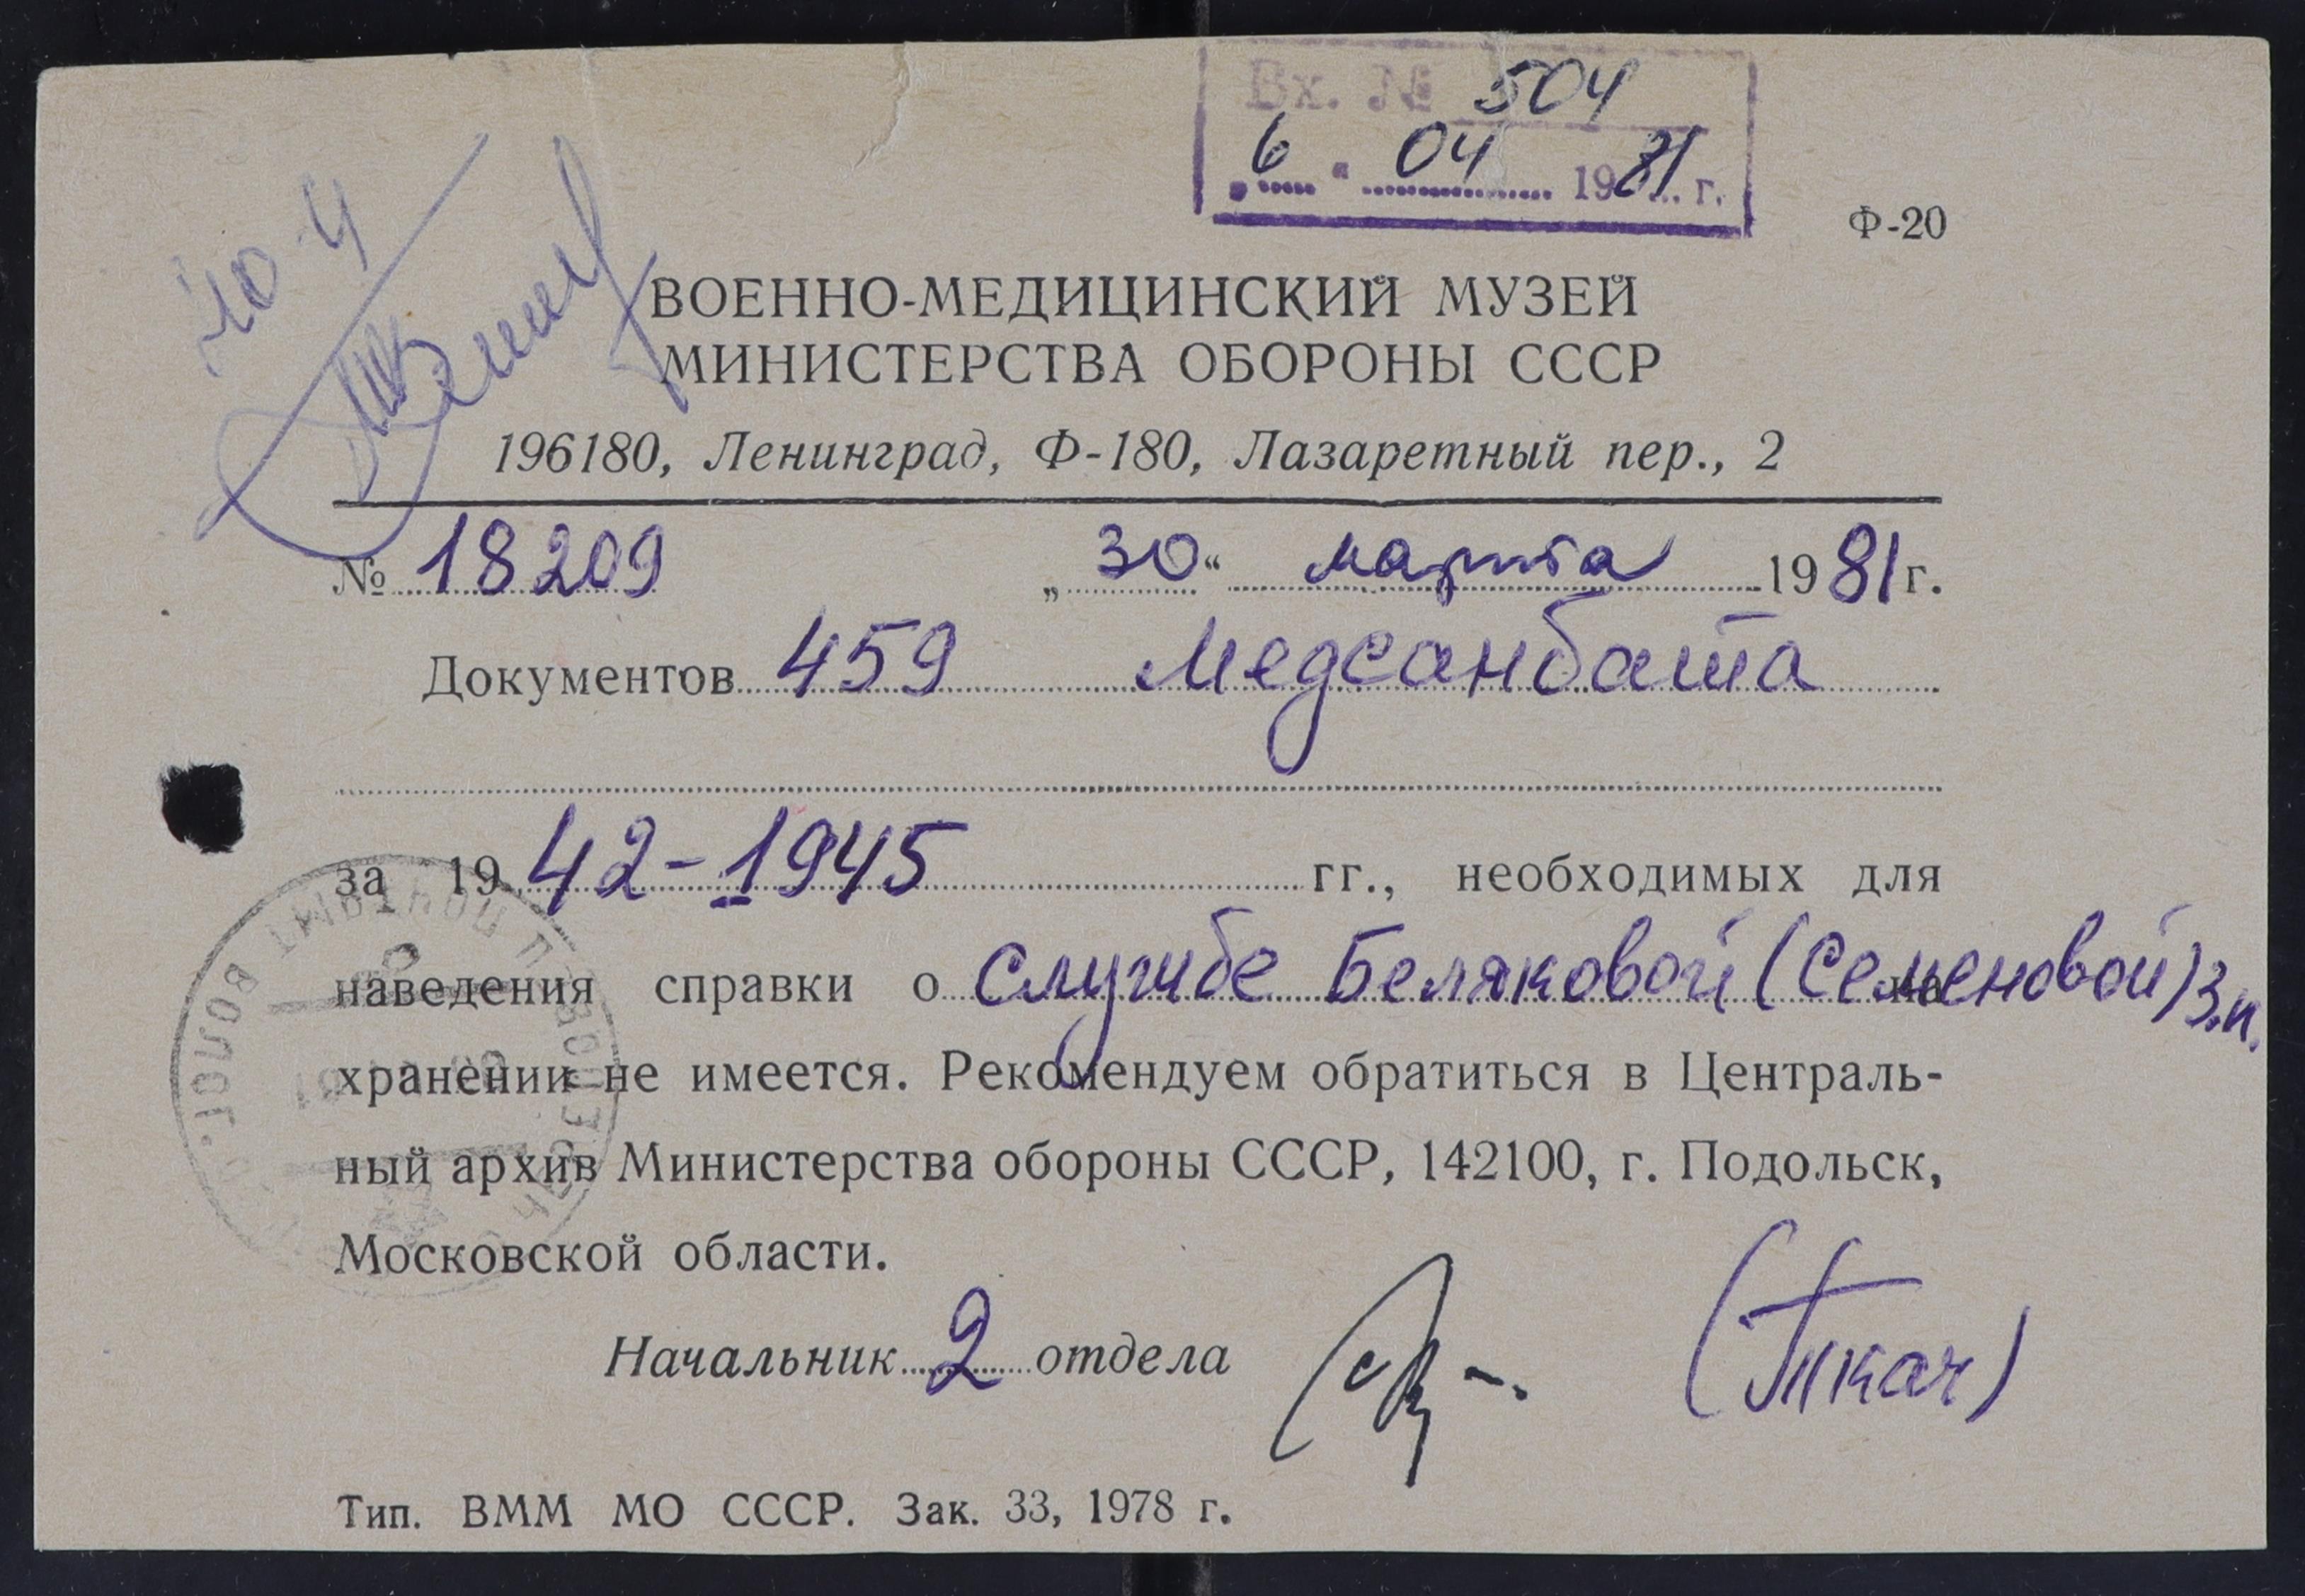 Вх. № 504
„ 6 “ 04 1981 г.
Ф-20
10.4
ВОЕННО-МЕДИЦИНСКИЙ МУЗЕЙ
МИНИСТЕРСТВА ОБОРОНЫ СССР
196180, Ленинград, Ф-180, Лазаретный пер., 2
№ 18209 „ 30 “ марта 1981 г.
Документов 459 медсанбата
за 1942-1945 гг., необходимых для
наведения справки о службе Беляковой (Семеновой) З.И. на
хранении не имеется. Рекомендуем обратиться в Централь-
ный архив Министерства обороны СССР, 142100, г. Подольск,
Московской области.
Начальник 2 отдела (Ткач)
Тип. ВММ МО СССР. Зак. 33, 1978 г.